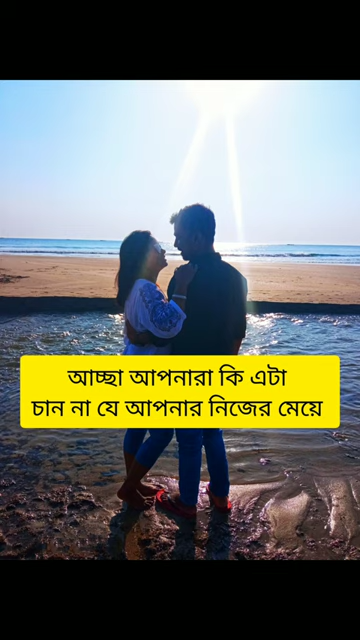 আচ্ছা আপনারা কি এটা
চান না যে আপনার নিজের মেয়ে